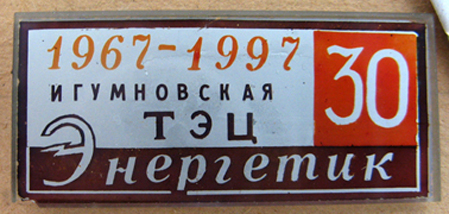 1967-1997
30
ИГУМНОВСКАЯ
ТЭЦ
Энергетик